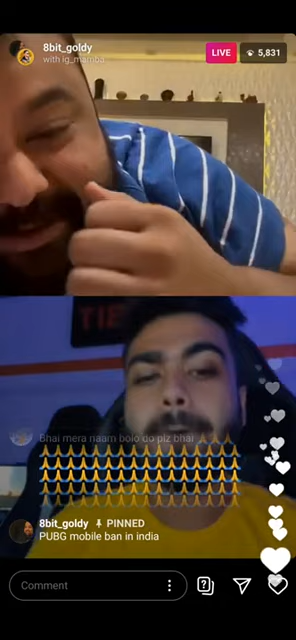 8bit_goldy
with ig_mamba
LIVE
5,831
TIE
Bhai mera naam bolo do plz bhai 🙏🙏
🙏🙏🙏🙏🙏🙏🙏🙏🙏🙏🙏
🙏🙏🙏🙏🙏🙏🙏🙏🙏🙏🙏
🙏🙏🙏🙏🙏🙏🙏🙏🙏🙏🙏
🙏🙏🙏🙏🙏🙏🙏🙏🙏🙏🙏
🙏🙏🙏🙏🙏🙏🙏🙏🙏🙏🙏
8bit_goldy PINNED
PUBG mobile ban in india
Comment